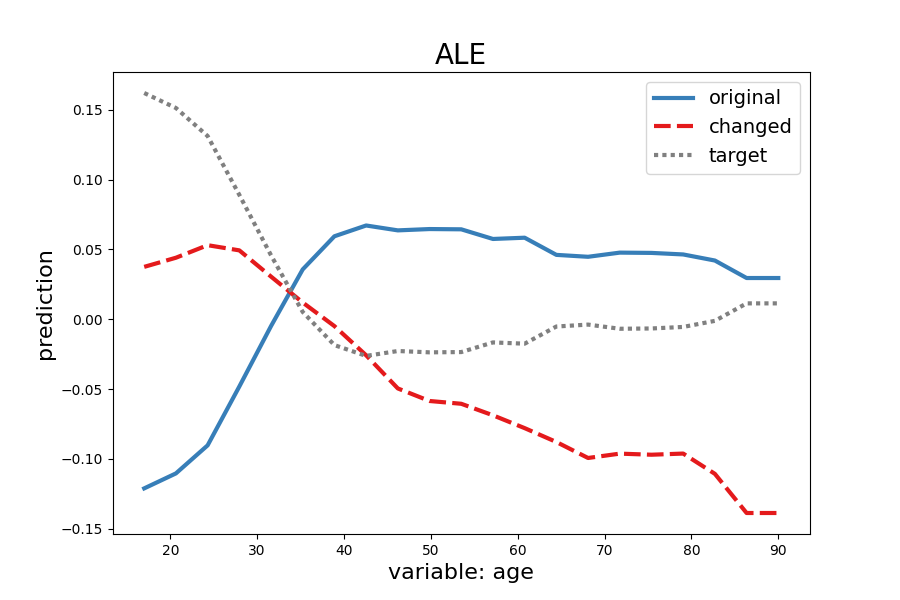 ALE
original
changed
target
0.15
0.10
0.05
0.00
−0.05
−0.10
−0.15
prediction
20 30 40 50 60 70 80 90
variable: age